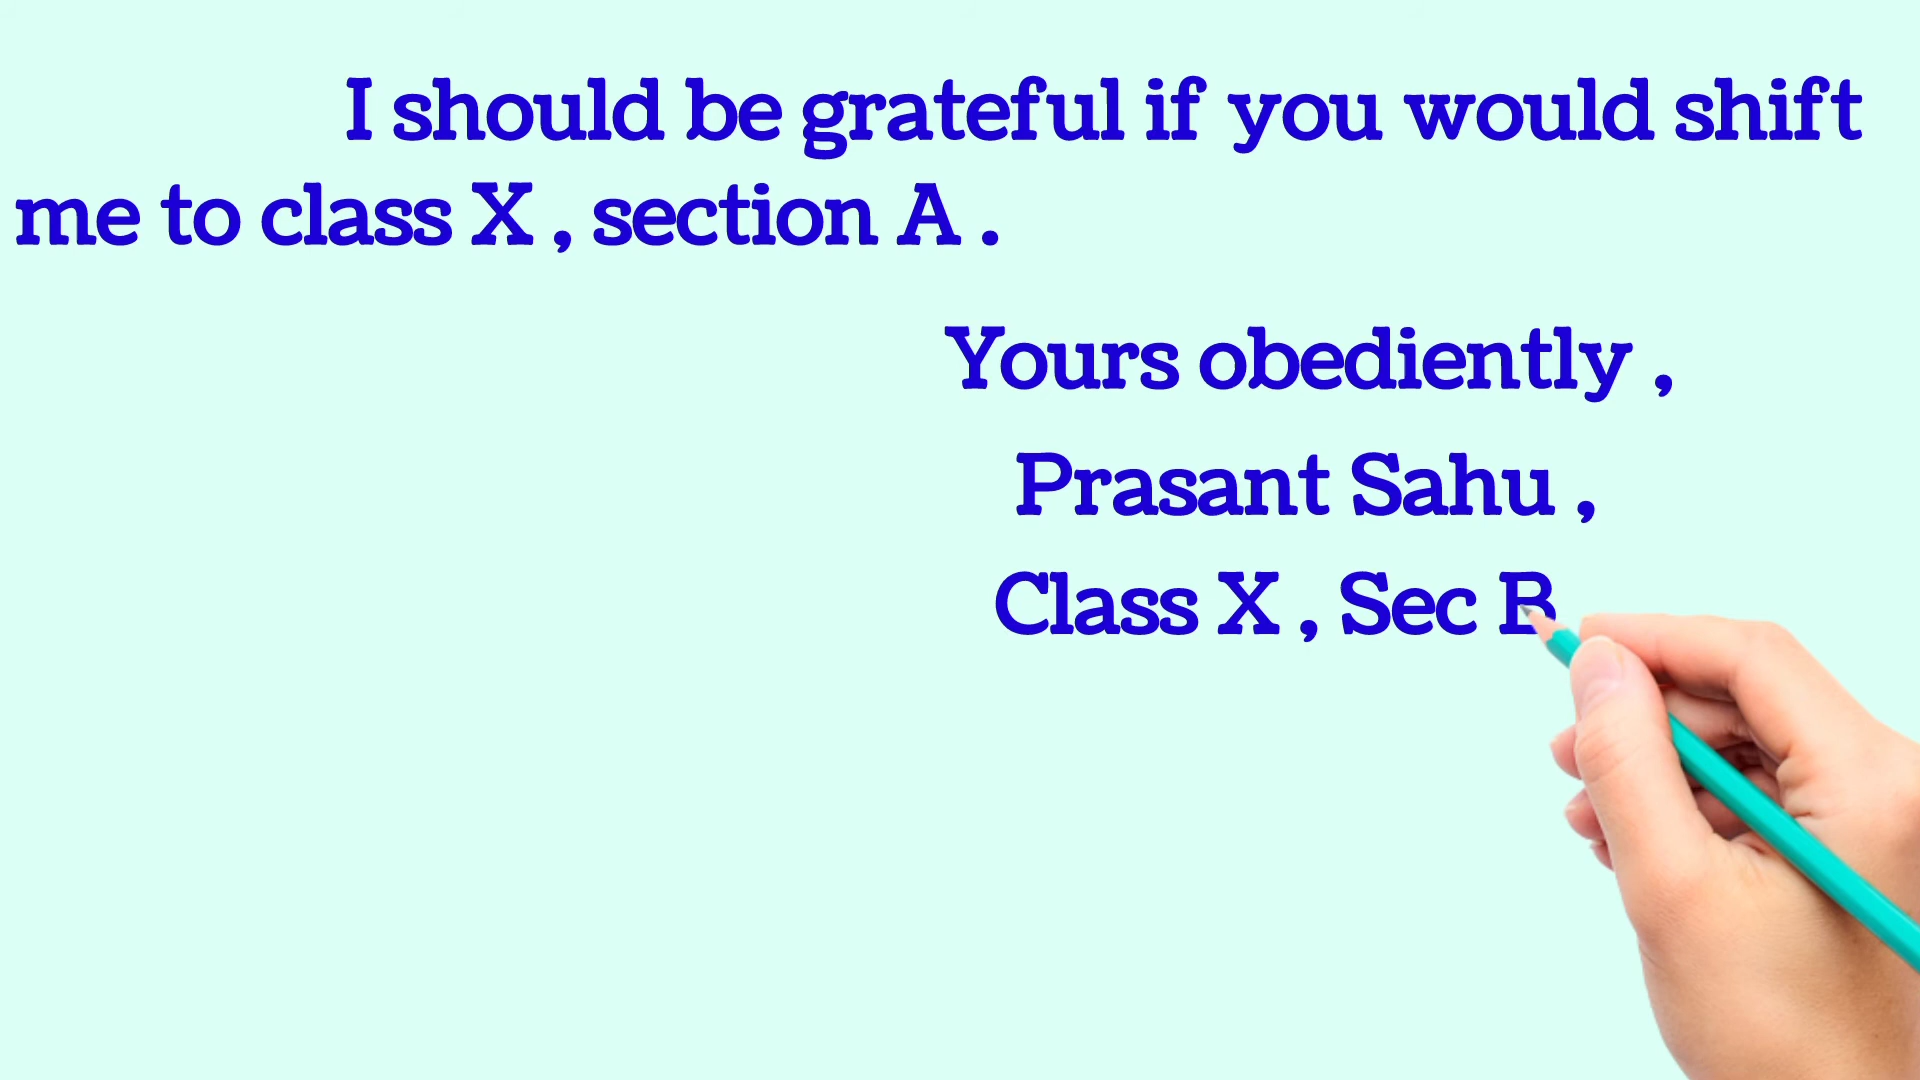 I should be grateful if you would shift
me to class X , section A .
Yours obediently ,
Prasant Sahu ,
Class X , Sec B